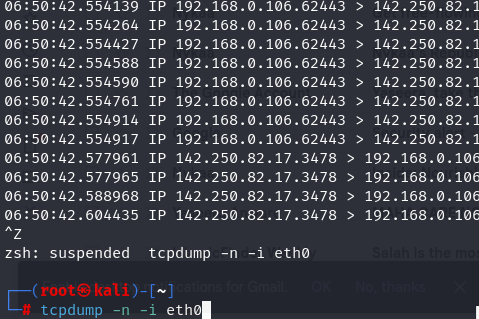 06:50:42.554139 IP 192.168.0.106.62443 > 142.250.82.1
06:50:42.554264 IP 192.168.0.106.62443 > 142.250.82.1
06:50:42.554427 IP 192.168.0.106.62443 > 142.250.82.1
06:50:42.554588 IP 192.168.0.106.62443 > 142.250.82.1
06:50:42.554590 IP 192.168.0.106.62443 > 142.250.82.1
06:50:42.554761 IP 192.168.0.106.62443 > 142.250.82.1
06:50:42.554914 IP 192.168.0.106.62443 > 142.250.82.1
06:50:42.554917 IP 192.168.0.106.62443 > 142.250.82.1
06:50:42.577961 IP 142.250.82.17.3478 > 192.168.0.106
06:50:42.577965 IP 142.250.82.17.3478 > 192.168.0.106
06:50:42.588968 IP 142.250.82.17.3478 > 192.168.0.106
06:50:42.604435 IP 142.250.82.17.3478 > 192.168.0.106
^Z
zsh: suspended  tcpdump -n -i eth0
Salah is the mo
notifications for Gmail. OK No, thanks
┌──(root㉿kali)-[~]
└─# tcpdump -n -i eth0